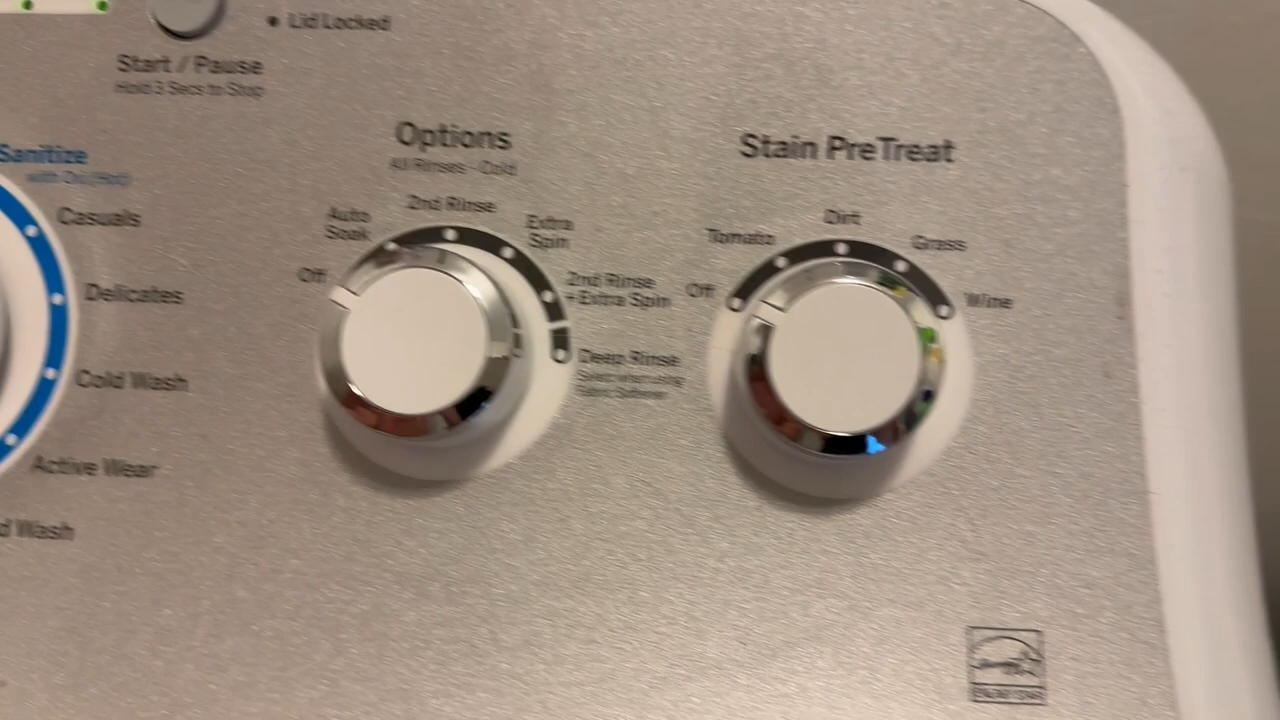 Lid Locked
Start / Pause
Hold 3 Secs to Stop
Sanitize
Casuals
Delicates
Cold Wash
Active Wear
Wash
Options
All Rinses - Cold
Off
Auto
Soak
2nd Rinse
Extra
Spin
2nd Rinse
+ Extra Spin
Deep Rinse
Stain PreTreat
Off
Tomato
Dirt
Grass
Wine